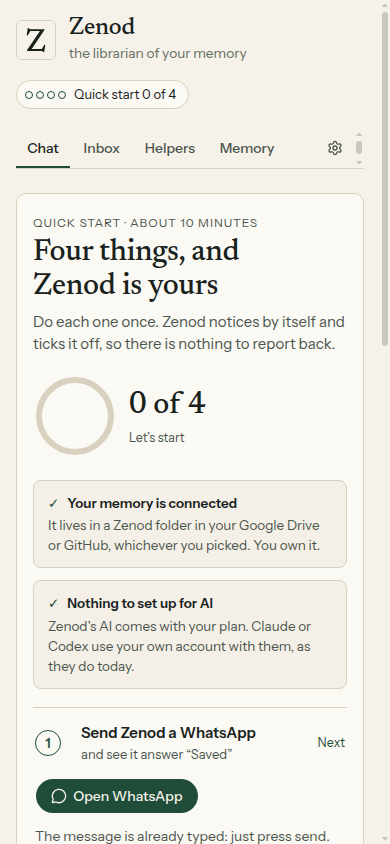 Z
Zenod
the librarian of your memory
Quick start 0 of 4
Chat Inbox Helpers Memory
QUICK START · ABOUT 10 MINUTES
Four things, and
Zenod is yours
Do each one once. Zenod notices by itself and
ticks it off, so there is nothing to report back.
0 of 4
Let’s start
✓ Your memory is connected
It lives in a Zenod folder in your Google Drive
or GitHub, whichever you picked. You own it.
✓ Nothing to set up for AI
Zenod’s AI comes with your plan. Claude or
Codex use your own account with them, as
they do today.
1 Send Zenod a WhatsApp Next
and see it answer “Saved”
Open WhatsApp
The message is already typed: just press send.